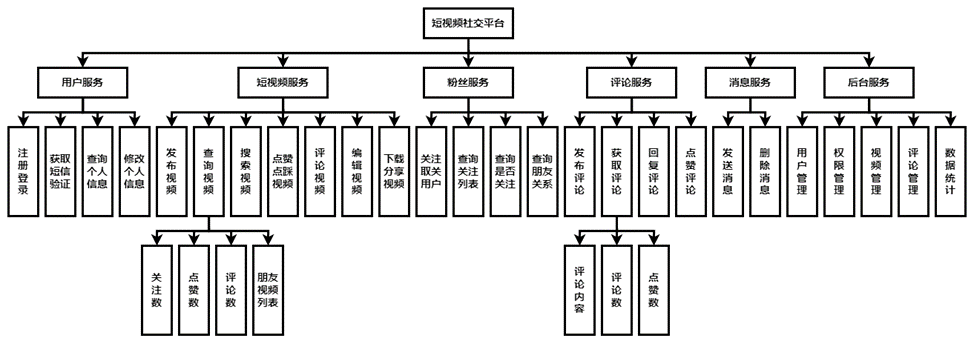 短视频社交平台
用户服务
短视频服务
粉丝服务
评论服务
消息服务
后台服务
注册登录
获取短信验证
查询个人信息
修改个人信息
发布视频
查询视频
搜索视频
点赞点踩视频
评论视频
编辑视频
下载分享视频
关注取关用户
查询关注列表
查询是否关注
查询朋友关系
发布评论
获取评论
回复评论
点赞评论
发送消息
删除消息
用户管理
权限管理
视频管理
评论管理
数据统计
关注数
点赞数
评论数
朋友视频列表
评论内容
评论数
点赞数